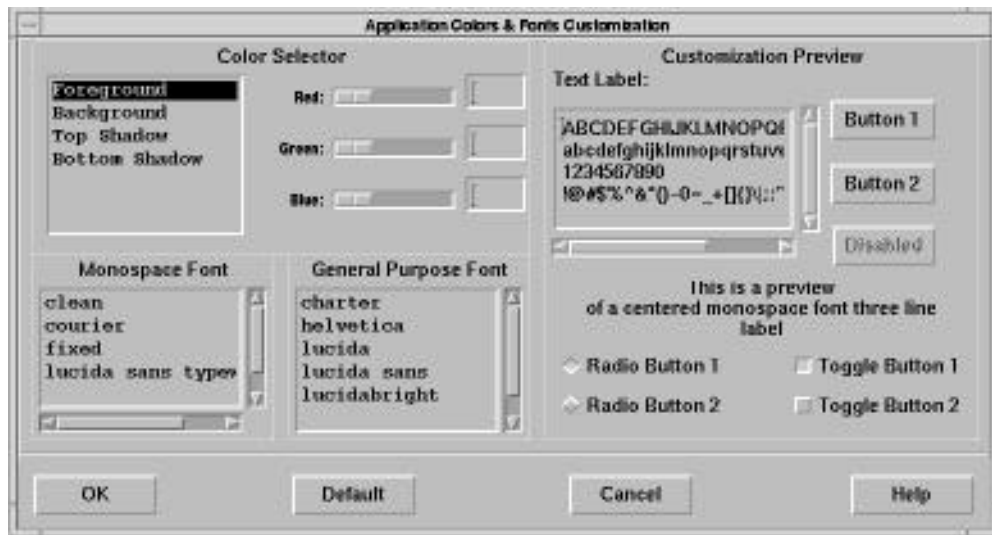 Application Colors & Fonts Customization
Color Selector
Foreground
Background
Top Shadow
Bottom Shadow
Red:
Green:
Blue:
Customization Preview
Text Label:
ABCDEFGHIJKLMNOPQR
abcdefghijklmnopqrstuvw
1234567890
Button 1
Button 2
Disabled
Monospace Font
clean
courier
fixed
lucida sans typew
General Purpose Font
charter
helvetica
lucida
lucida sans
lucidabright
This is a preview
of a centered monospace font three line
label
Radio Button 1
Toggle Button 1
Radio Button 2
Toggle Button 2
OK
Default
Cancel
Help